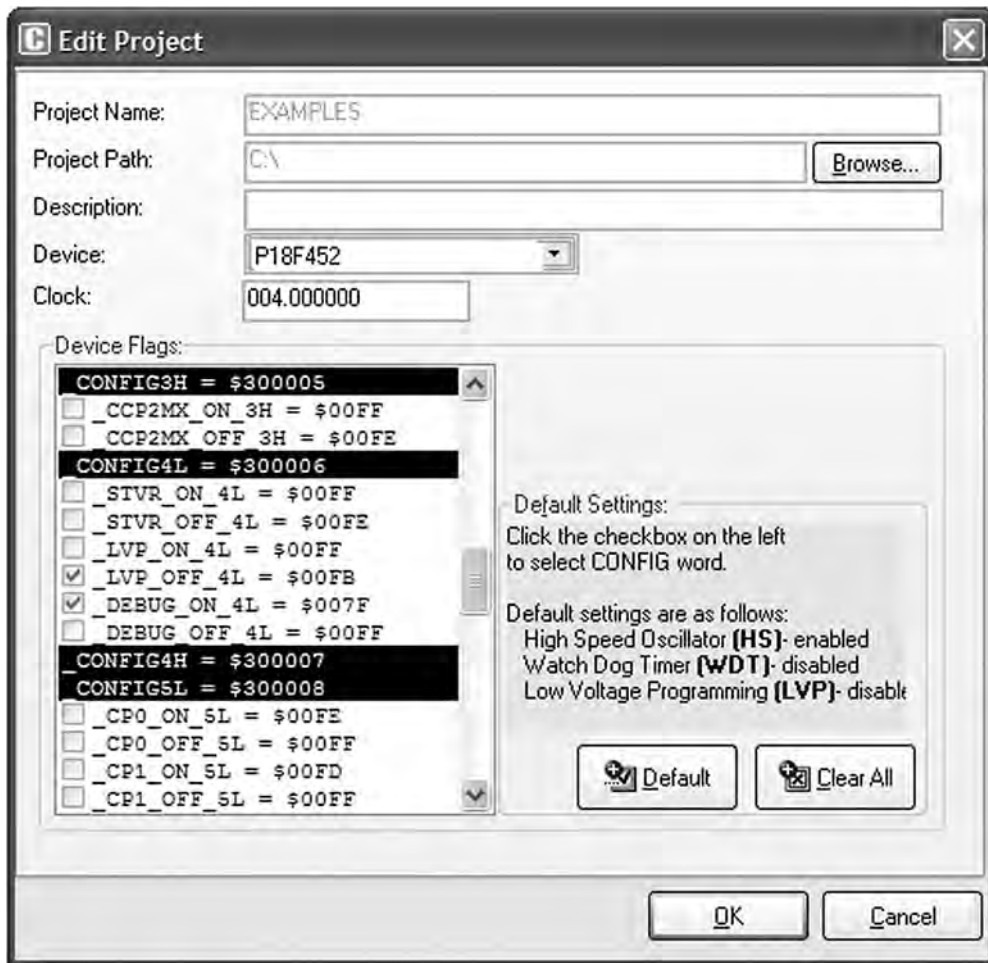 C Edit Project
Project Name: EXAMPLES
Project Path: C:\ Browse...
Description:
Device: P18F452
Clock: 004.000000
Device Flags:
_CONFIG3H = $300005
_CCP2MX_ON_3H = $00FF
_CCP2MX_OFF_3H = $00FE
_CONFIG4L = $300006
_STVR_ON_4L = $00FF
_STVR_OFF_4L = $00FE
_LVP_ON_4L = $00FF
_LVP_OFF_4L = $00FB
_DEBUG_ON_4L = $007F
_DEBUG_OFF_4L = $00FF
_CONFIG4H = $300007
_CONFIG5L = $300008
_CP0_ON_5L = $00FE
_CP0_OFF_5L = $00FF
_CP1_ON_5L = $00FD
_CP1_OFF_5L = $00FF
Default Settings:
Click the checkbox on the left
to select CONFIG word.
Default settings are as follows:
High Speed Oscillator (HS)- enabled
Watch Dog Timer (WDT)- disabled
Low Voltage Programming (LVP)- disable
Default Clear All
OK Cancel